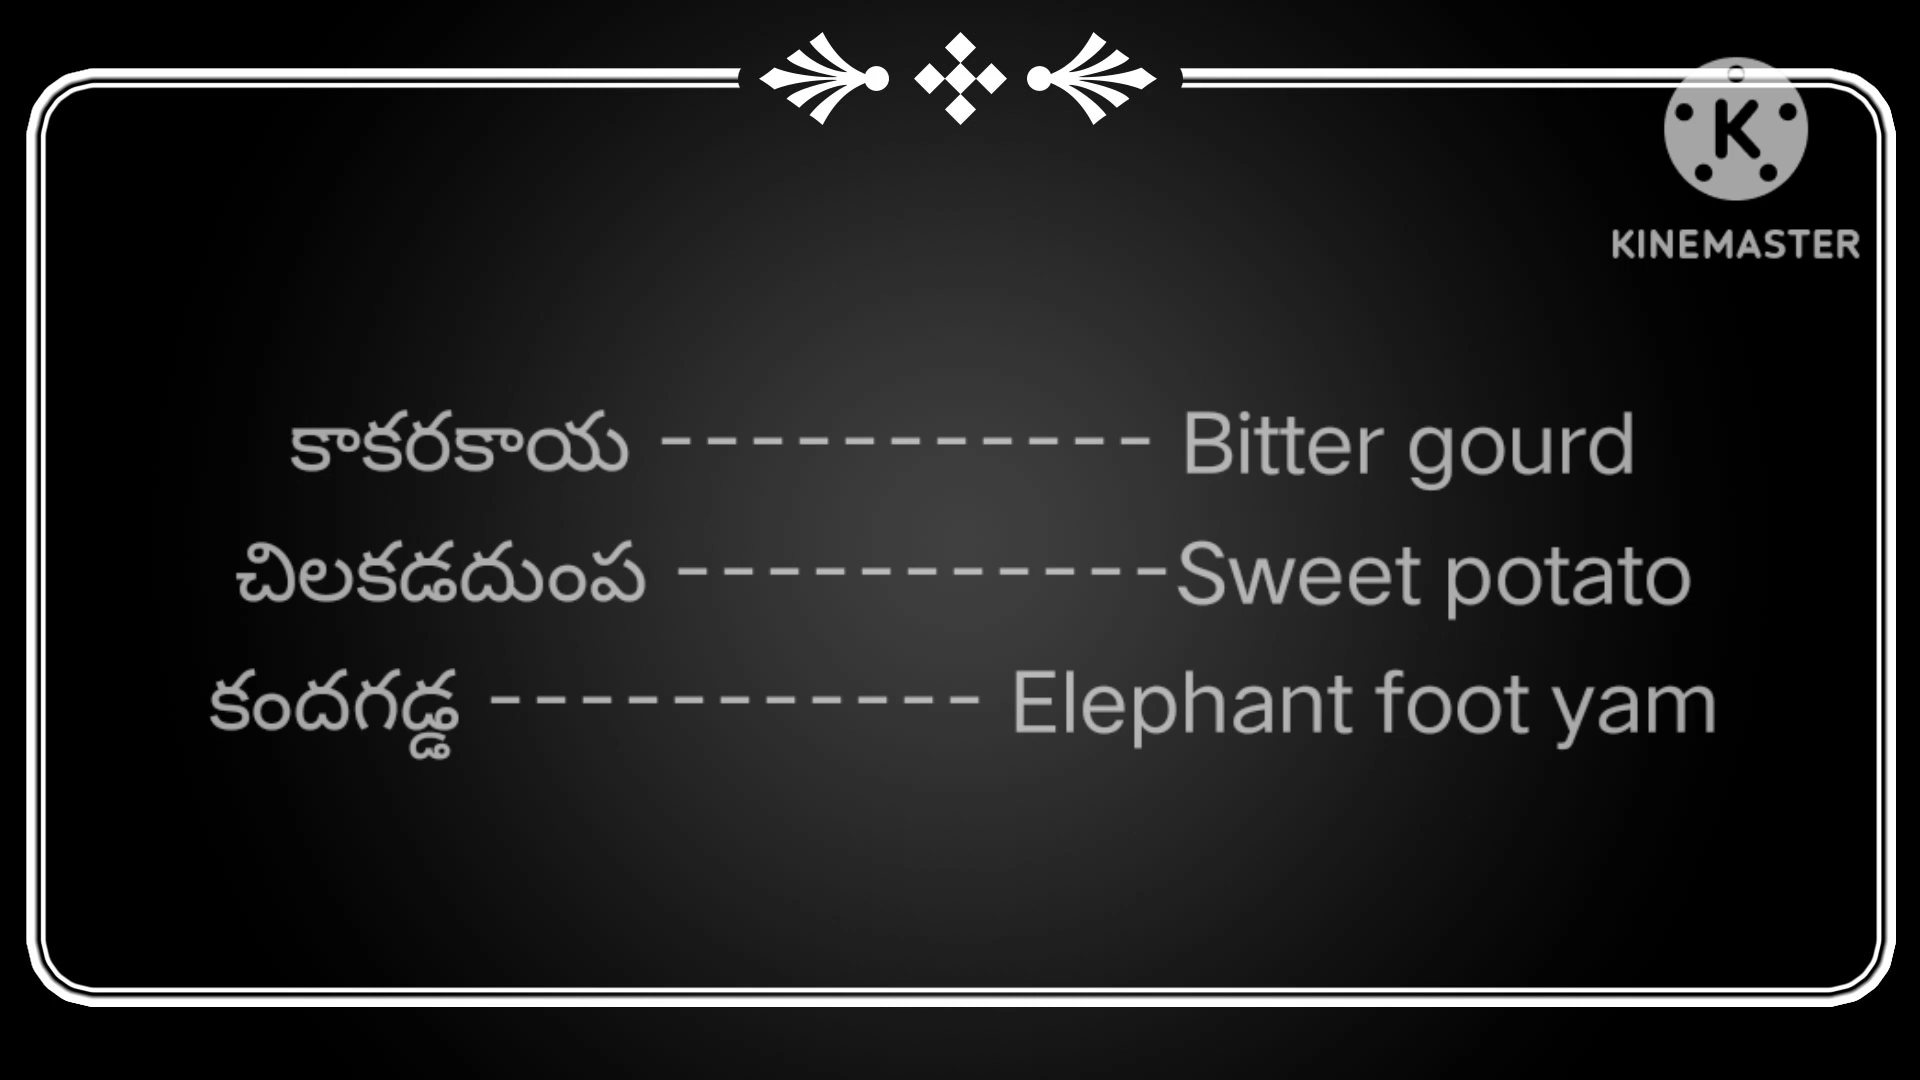 KINEMASTER
కాకరకాయ ----------- Bitter gourd
చిలకడదుంప -----------Sweet potato
కందగడ్డ ----------- Elephant foot yam